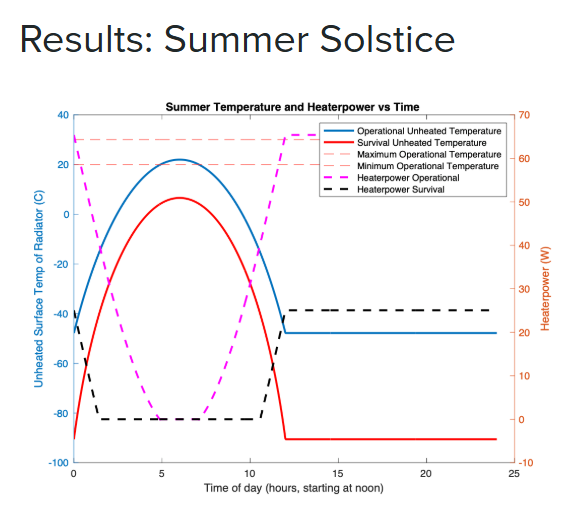 Results: Summer Solstice
Summer Temperature and Heaterpower vs Time
Operational Unheated Temperature
Survival Unheated Temperature
Maximum Operational Temperature
Minimum Operational Temperature
Heaterpower Operational
Heaterpower Survival
Unheated Surface Temp of Radiator (C)
40
20
0
-20
-40
-60
-80
-100
Heaterpower (W)
70
60
50
40
30
20
10
0
-10
0
5
10
15
20
25
Time of day (hours, starting at noon)